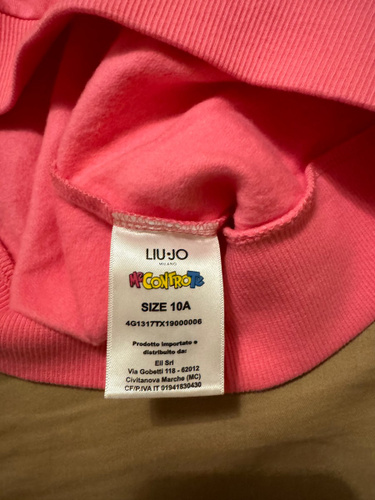 LIU·JO
MILANO
Me CONTRO Te
SIZE 10A
4G1317TX19000006
Prodotto importato e
distribuito da:
Eli Srl
Via Gobetti 118 - 62012
Civitanova Marche (MC)
CF/P.IVA IT 01941830430